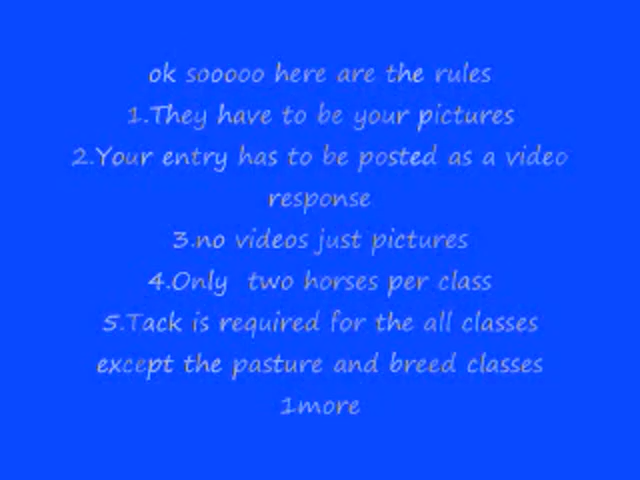 ok sooooo here are the rules
1.They have to be your pictures
2.Your entry has to be posted as a video
response
3.no videos just pictures
4.Only  two horses per class
5.Tack is required for the all classes
except the pasture and breed classes
1more